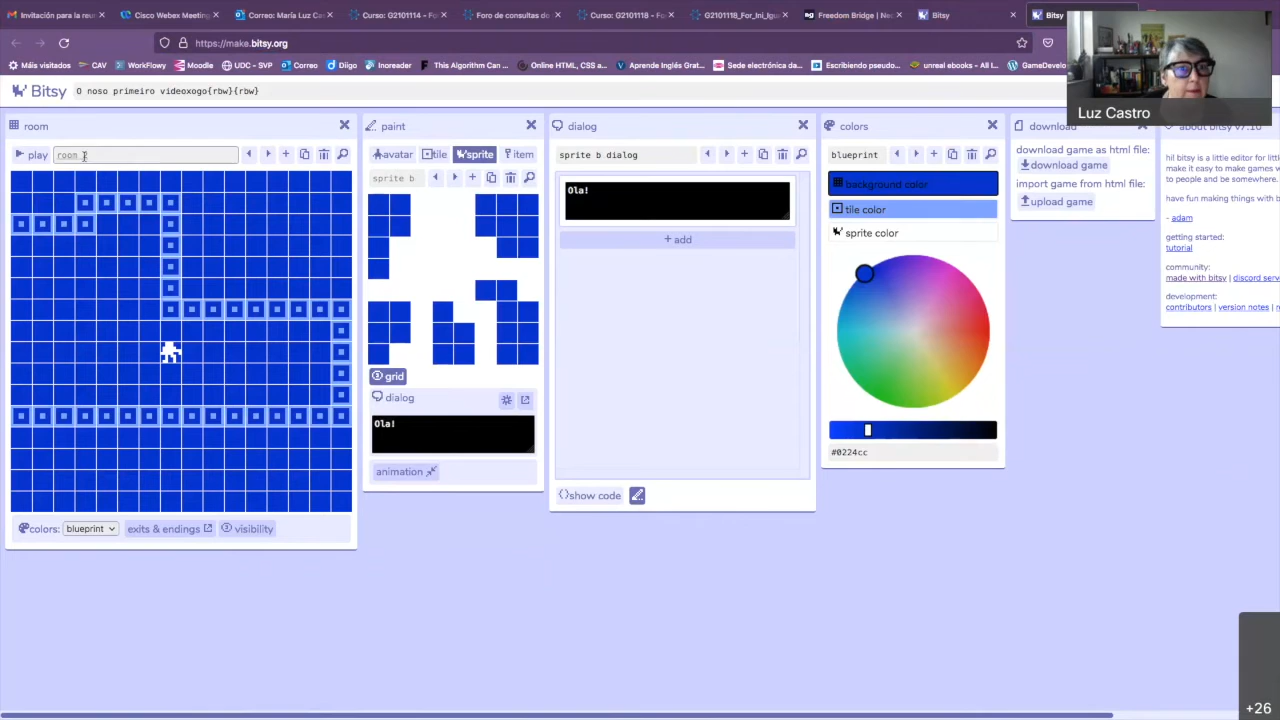 Invitación para la reu
Cisco Webex Meeting
Correo: María Luz Cas
Curso: G2101114 - F
Foro de consultas d
Curso: G2101118 - F
G2101118_For_Ini_Igu
Freedom Bridge | Ne
Bitsy
Bitsy
https://make.bitsy.org
Máis visitados
CAV
WorkFlowy
Moodle
UDC - SVP
Correo
Diigo
Inoreader
This Algorithm Can ...
Online HTML, CSS a...
Aprende Inglés Grat...
Sede electrónica da...
Escribiendo pseudo...
unreal ebooks - All I...
GameDevelo
Bitsy
O noso primeiro videoxogo{rbw}{rbw}
Luz Castro
room
play
room
colors:
blueprint
exits & endings
visibility
paint
avatar
tile
sprite
item
sprite b
grid
dialog
Ola!
animation
dialog
sprite b dialog
Ola!
+ add
show code
colors
blueprint
background color
tile color
sprite color
#0224cc
download
download game as html file:
download game
import game from html file:
upload game
about bitsy v7.10
hi! bitsy is a little editor for littl
make it easy to make games w
to people and be somewhere.
have fun making things with b
- adam
getting started:
tutorial
community:
made with bitsy | discord serv
development:
contributors | version notes |
+26